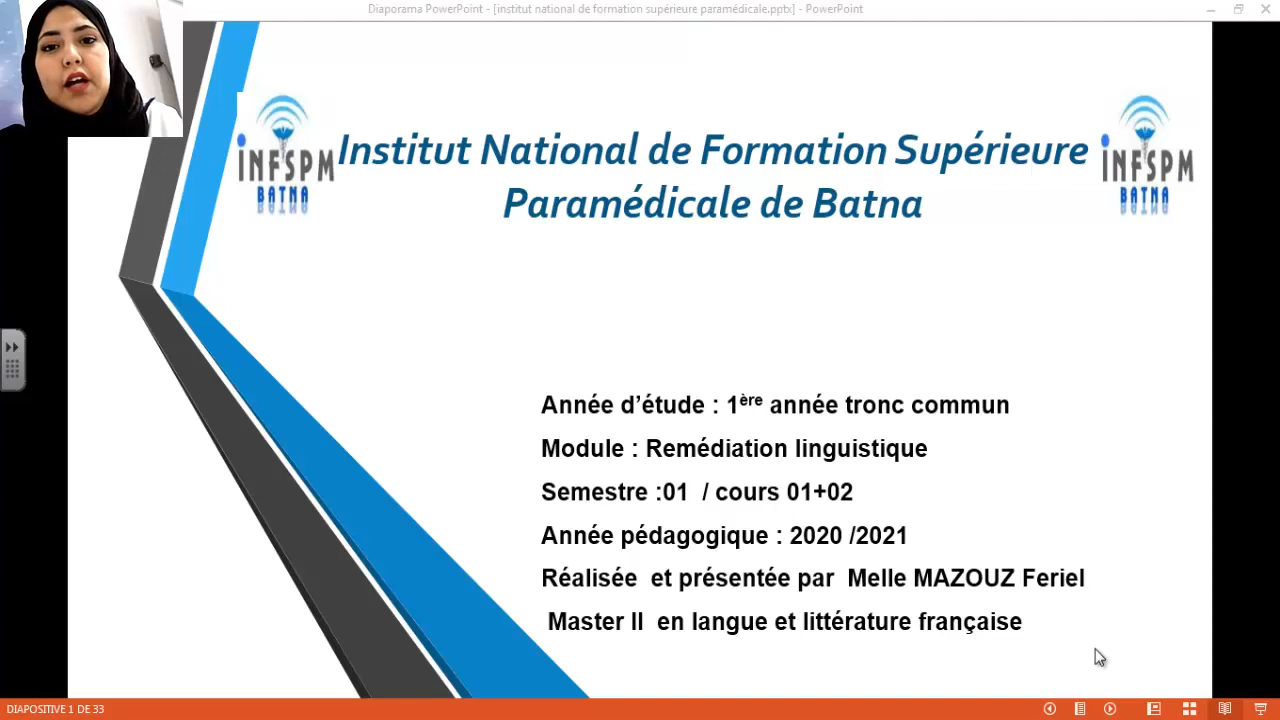 Diaporama PowerPoint - [institut national de formation supérieure paramédicale.pptx] - PowerPoint
INFSPM
BATNA
Institut National de Formation Supérieure
Paramédicale de Batna
INFSPM
BATNA
Année d’étude : 1ère année tronc commun
Module : Remédiation linguistique
Semestre :01 / cours 01+02
Année pédagogique : 2020 /2021
Réalisée et présentée par Melle MAZOUZ Feriel
Master II en langue et littérature française
DIAPOSITIVE 1 DE 33